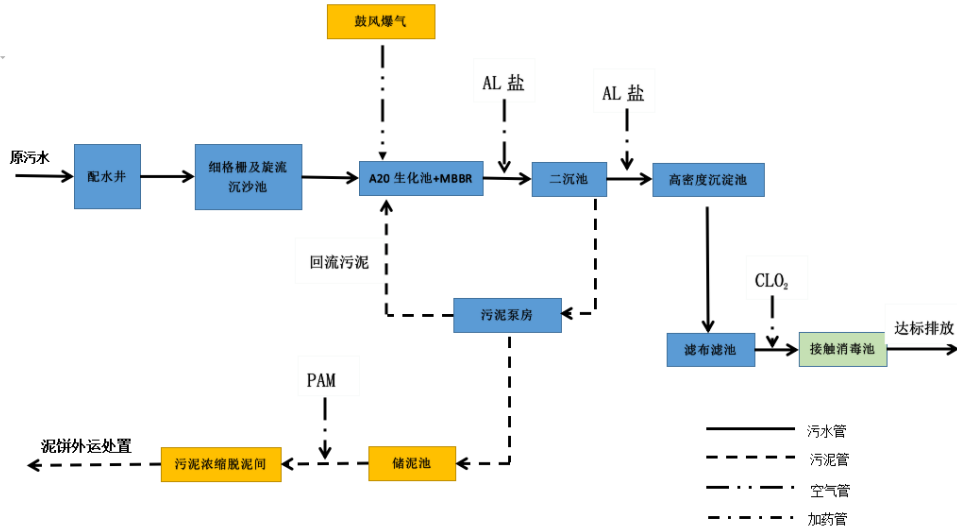 鼓风爆气
AL 盐
AL 盐
原污水
配水井
细格栅及旋流
沉沙池
A20 生化池+MBBR
二沉池
高密度沉淀池
回流污泥
污泥泵房
CLO₂
滤布滤池
接触消毒池
达标排放
PAM
泥饼外运处置
污泥浓缩脱泥间
储泥池
污水管
污泥管
空气管
加药管